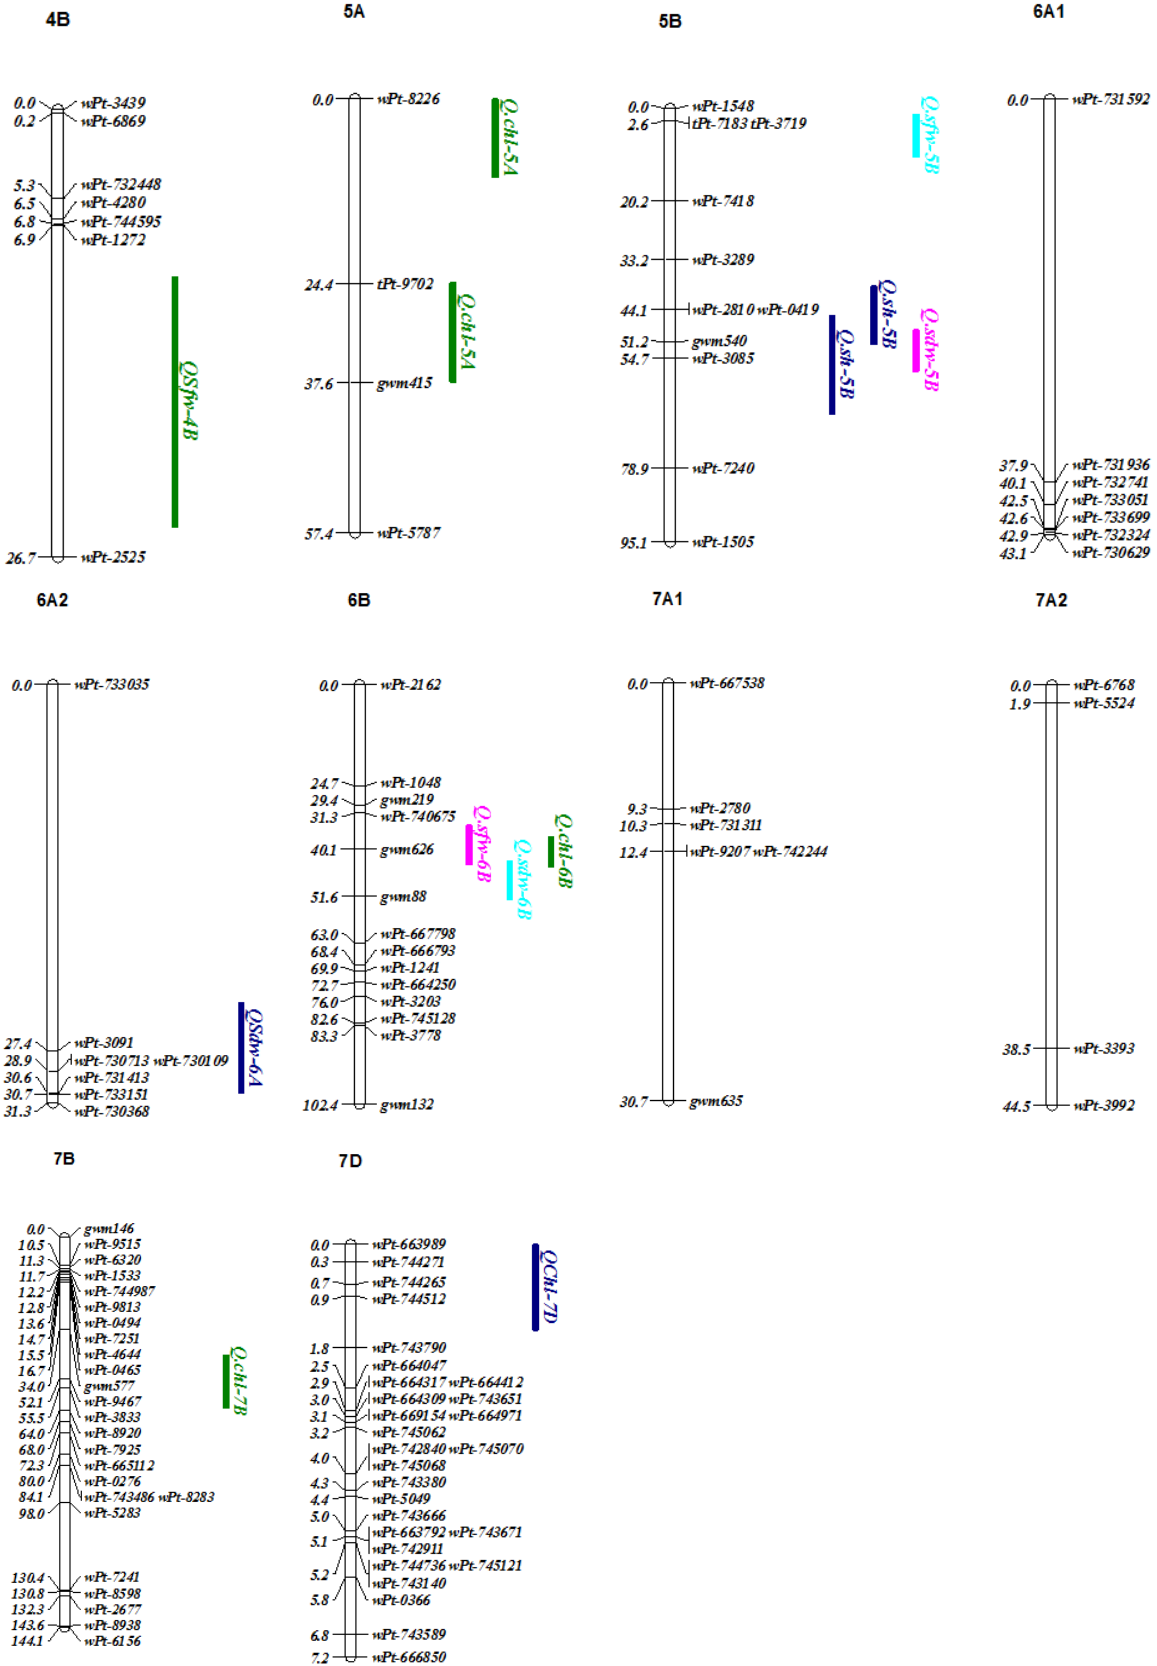 4B
0.0 wPt-3439
0.2 wPt-6869
5.3 wPt-732448
6.5 wPt-4280
6.8 wPt-744595
6.9 wPt-1272
26.7 wPt-2525
QSfw-4B
5A
0.0 wPt-8226
24.4 tPt-9702
37.6 gwm415
57.4 wPt-5787
Q.chl-5A
Q.chl-5A
5B
0.0 wPt-1548
2.6 tPt-7183 tPt-3719
20.2 wPt-7418
33.2 wPt-3289
44.1 wPt-2810 wPt-0419
51.2 gwm540
54.7 wPt-3085
78.9 wPt-7240
95.1 wPt-1505
Q.sh-5B
Q.sh-5B
Q.sfw-5B
Q.sdw-5B
6A1
0.0 wPt-731592
37.9 wPt-731936
40.1 wPt-732741
42.5 wPt-733051
42.6 wPt-733699
42.9 wPt-732324
43.1 wPt-730629
6A2
0.0 wPt-733035
27.4 wPt-3091
28.9 wPt-730713 wPt-730109
30.6 wPt-731413
30.7 wPt-733151
31.3 wPt-730368
QSdw-6A
6B
0.0 wPt-2162
24.7 wPt-1048
29.4 gwm219
31.3 wPt-740675
40.1 gwm626
51.6 gwm88
63.0 wPt-667798
68.4 wPt-666793
69.9 wPt-1241
72.7 wPt-664250
76.0 wPt-3203
82.6 wPt-745128
83.3 wPt-3778
102.4 gwm132
Q.sfw-6B
Q.sdw-6B
Q.chl-6B
7A1
0.0 wPt-667538
9.3 wPt-2780
10.3 wPt-731311
12.4 wPt-9207 wPt-742244
30.7 gwm635
7A2
0.0 wPt-6768
1.9 wPt-5524
38.5 wPt-3393
44.5 wPt-3992
7B
0.0 gwm146
10.5 wPt-9515
11.3 wPt-6320
11.7 wPt-1533
12.2 wPt-744987
12.8 wPt-9813
13.6 wPt-0494
14.7 wPt-7251
15.5 wPt-4644
16.7 wPt-0465
34.0 gwm577
52.1 wPt-9467
55.5 wPt-3833
64.0 wPt-8920
68.0 wPt-7925
72.3 wPt-665112
80.0 wPt-0276
84.1 wPt-743486 wPt-8283
98.0 wPt-5283
130.4 wPt-7241
130.8 wPt-8598
132.3 wPt-2677
143.6 wPt-8938
144.1 wPt-6156
Q.chl-7B
7D
0.0 wPt-663989
0.3 wPt-744271
0.7 wPt-744265
0.9 wPt-744512
1.8 wPt-743790
2.5 wPt-664047
2.9 wPt-664317 wPt-664412
3.0 wPt-664309 wPt-743651
3.1 wPt-669154 wPt-664971
3.2 wPt-745062
wPt-742840 wPt-745070
4.0 wPt-745068
4.3 wPt-743380
4.4 wPt-5049
5.0 wPt-743666
wPt-663792 wPt-743671
5.1 wPt-742911
wPt-744736 wPt-745121
5.2 wPt-743140
5.8 wPt-0366
6.8 wPt-743589
7.2 wPt-666850
QChl-7D